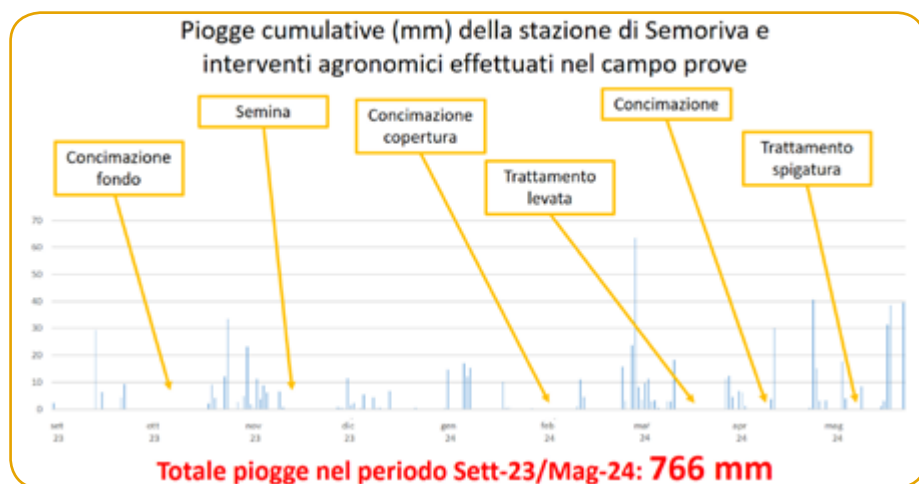 Piogge cumulative (mm) della stazione di Semoriva e
interventi agronomici effettuati nel campo prove
Concimazione
fondo
Semina
Concimazione
copertura
Trattamento
levata
Concimazione
Trattamento
spigatura
70
60
50
40
30
20
10
0
sett
23
ott
23
nov
23
dic
23
gen
24
feb
24
mar
24
apr
24
mag
24
Totale piogge nel periodo Sett-23/Mag-24: 766 mm